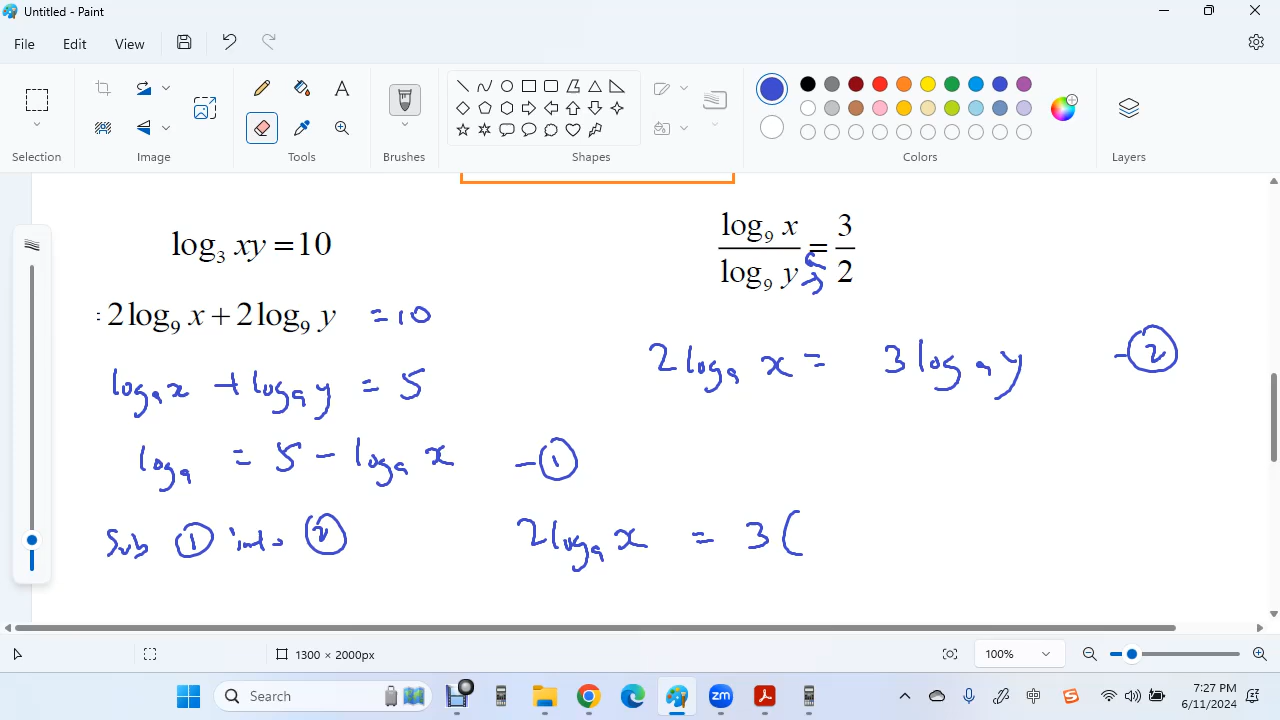 Untitled - Paint
File Edit View
Selection Image Tools Brushes Shapes Colors Layers
log₃ xy = 10
: 2log₉ x + 2log₉ y = 10
log₉ x + log₉ y = 5
log₉ = 5 - log₉ x - ①
Sub ① into ②
log₉ x / log₉ y = 3/2
2 log₉ x = 3 log₉ y - ②
2 log₉ x = 3 (
1300 × 2000px
100%
Search
zm
7:27 PM
6/11/2024